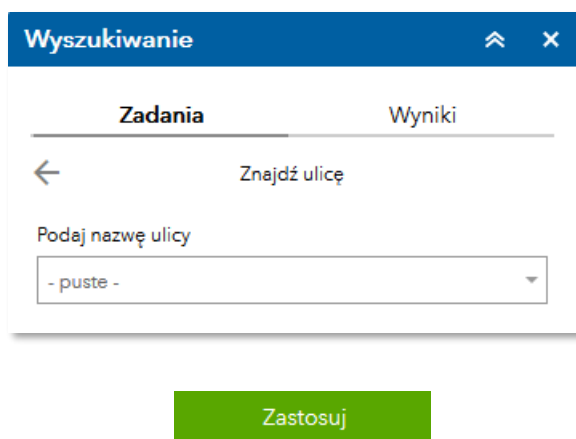 Wyszukiwanie
Zadania Wyniki
Znajdź ulicę
Podaj nazwę ulicy
- puste -
Zastosuj